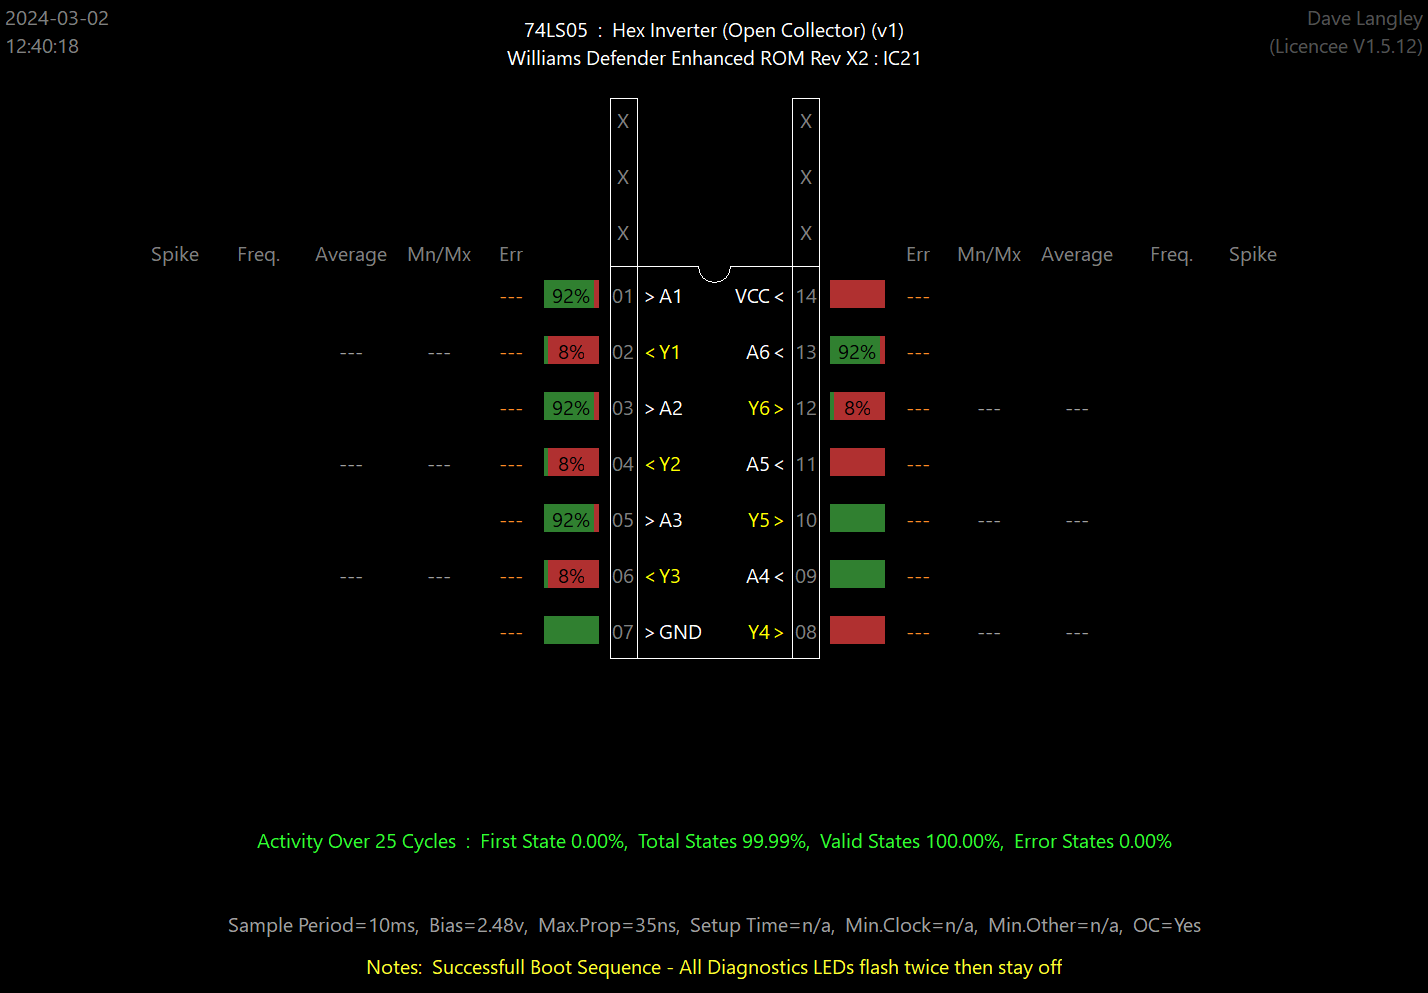 2024-03-02
12:40:18
74LS05 : Hex Inverter (Open Collector) (v1)
Williams Defender Enhanced ROM Rev X2 : IC21
Dave Langley
(Licencee V1.5.12)
X X
X X
X X
Spike Freq. Average Mn/Mx Err Err Mn/Mx Average Freq. Spike
--- 92% 01 > A1 VCC < 14 ---
--- --- --- 8% 02 < Y1 A6 < 13 92% ---
--- 92% 03 > A2 Y6 > 12 8% --- --- ---
--- --- --- 8% 04 < Y2 A5 < 11 ---
--- 92% 05 > A3 Y5 > 10 --- --- ---
--- --- --- 8% 06 < Y3 A4 < 09 ---
--- 07 > GND Y4 > 08 --- --- ---
Activity Over 25 Cycles : First State 0.00%, Total States 99.99%, Valid States 100.00%, Error States 0.00%
Sample Period=10ms, Bias=2.48v, Max.Prop=35ns, Setup Time=n/a, Min.Clock=n/a, Min.Other=n/a, OC=Yes
Notes: Successfull Boot Sequence - All Diagnostics LEDs flash twice then stay off